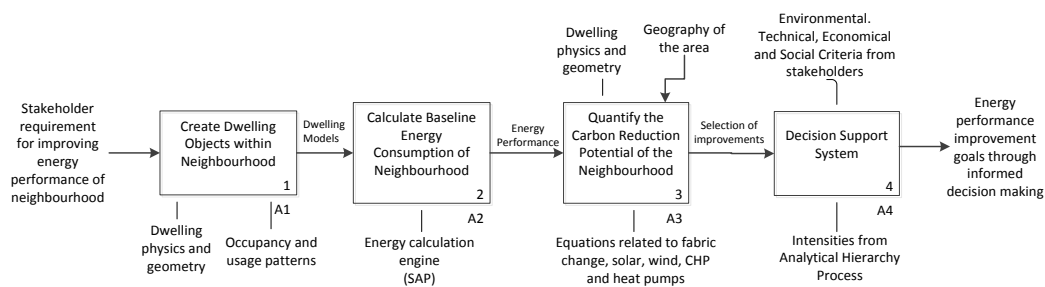 Stakeholder
requirement
for improving
energy
performance of
neighbourhood
Create Dwelling
Objects within
Neighbourhood
1
A1
Dwelling
physics and
geometry
Occupancy and
usage patterns
Dwelling
Models
Calculate Baseline
Energy
Consumption of
Neighbourhood
2
A2
Energy calculation
engine
(SAP)
Energy
Performance
Dwelling
physics and
geometry
Geography
of the area
Quantify the
Carbon Reduction
Potential of the
Neighbourhood
3
A3
Equations related to fabric
change, solar, wind, CHP
and heat pumps
Selection of
improvements
Environmental.
Technical, Economical
and Social Criteria from
stakeholders
Decision Support
System
4
A4
Intensities from
Analytical Hierarchy
Process
Energy
performance
improvement
goals through
informed
decision making